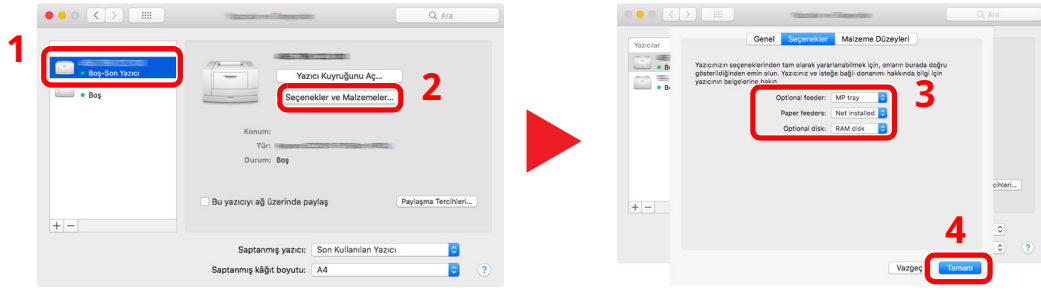 Ara
1
Boş-Son Yazıcı
Boş
Yazıcı Kuyruğunu Aç...
Seçenekler ve Malzemeler...
2
Konum:
Tür:
Durum: Boş
Bu yazıcıyı ağ üzerinde paylaş
Paylaşma Tercihleri...
+ −
Saptanmış yazıcı: Son Kullanılan Yazıcı
Saptanmış kâğıt boyutu: A4
?
Ara
Yazıcılar
Genel Seçenekler Malzeme Düzeyleri
Yazıcınızın seçeneklerinden tam olarak yararlanabilmek için, onların burada doğru
gösterildiğinden emin olun. Yazıcınız ve isteğe bağlı donanımı hakkında bilgi için
yazıcının belgelerine bakın.
Optional feeder: MP tray
Paper feeders: Not installed
Optional disk: RAM disk
3
cihleri...
+ −
4
?
Vazgeç Tamam